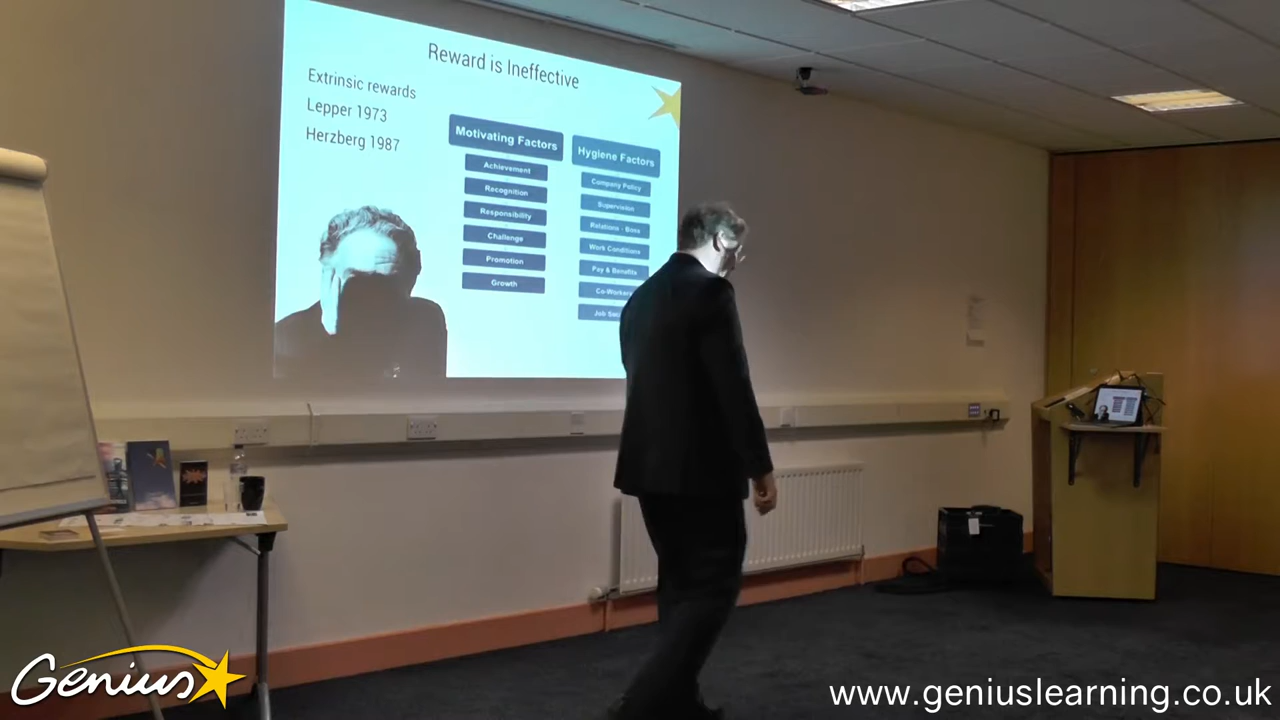 Reward is Ineffective
Extrinsic rewards
Lepper 1973
Herzberg 1987
Motivating Factors
Achievement
Recognition
Responsibility
Challenge
Promotion
Growth
Hygiene Factors
Company Policy
Supervision
Relations - Boss
Work Conditions
Pay & Benefits
Co-Workers
Job
Genius
www.geniuslearning.co.uk